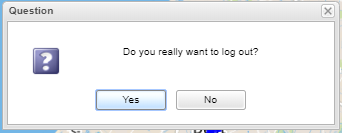 Question
Do you really want to log out?
Yes
No